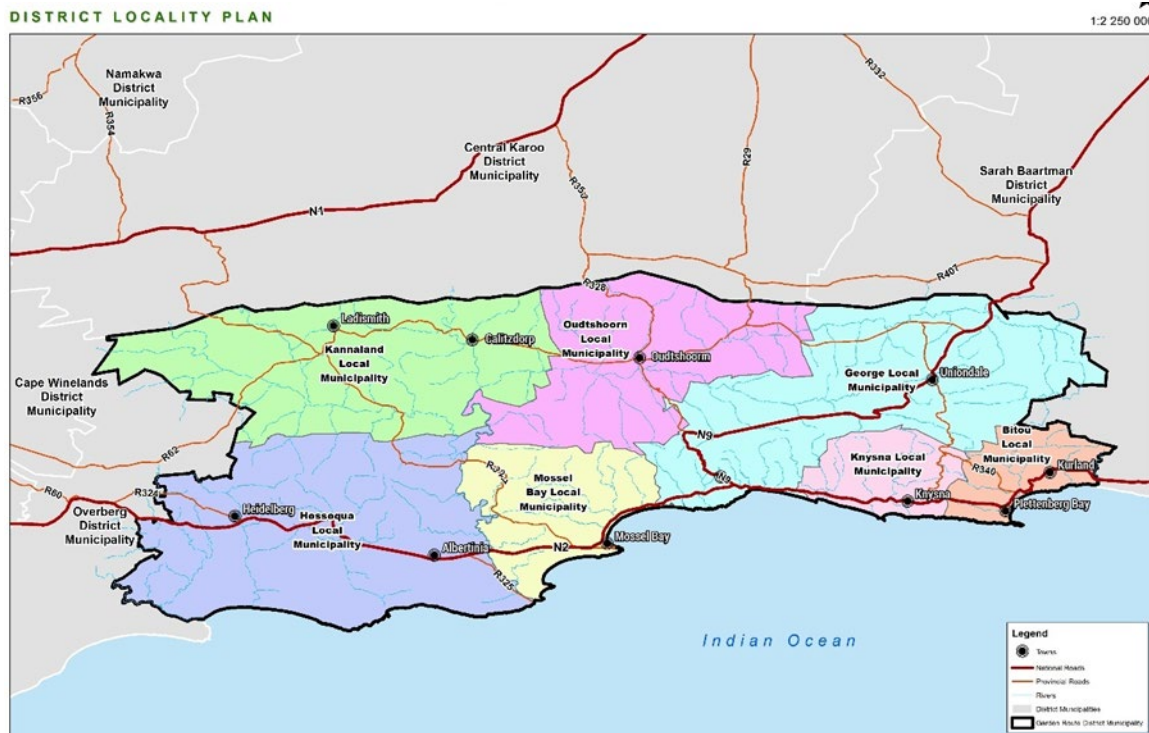 DISTRICT LOCALITY PLAN
1:2 250 000
Namakwa
District
Municipality
R356
R354
R332
Central Karoo
District
Municipality
R29
R353
Sarah Baartman
District
Municipality
N1
R407
R328
Ladismith
Oudtshoorn
Local
Municipality
Calitzdorp
Kannaland
Local
Municipality
Oudtshoorn
George Local
Municipality
Uniondale
Cape Winelands
District
Municipality
N9
Bitou
Local
Municipality
R62
Knysna Local
Municipality
R340
Kurland
N9
Mossel
Bay Local
Municipality
R60
R324
Knysna
Plettenberg Bay
Overberg
District
Municipality
Heidelberg
Hessequa
Local
Municipality
Albertinia
N2
Mossel Bay
R325
Indian Ocean
Legend
Towns
National Roads
Provincial Roads
Rivers
District Municipalities
Garden Route District Municipality